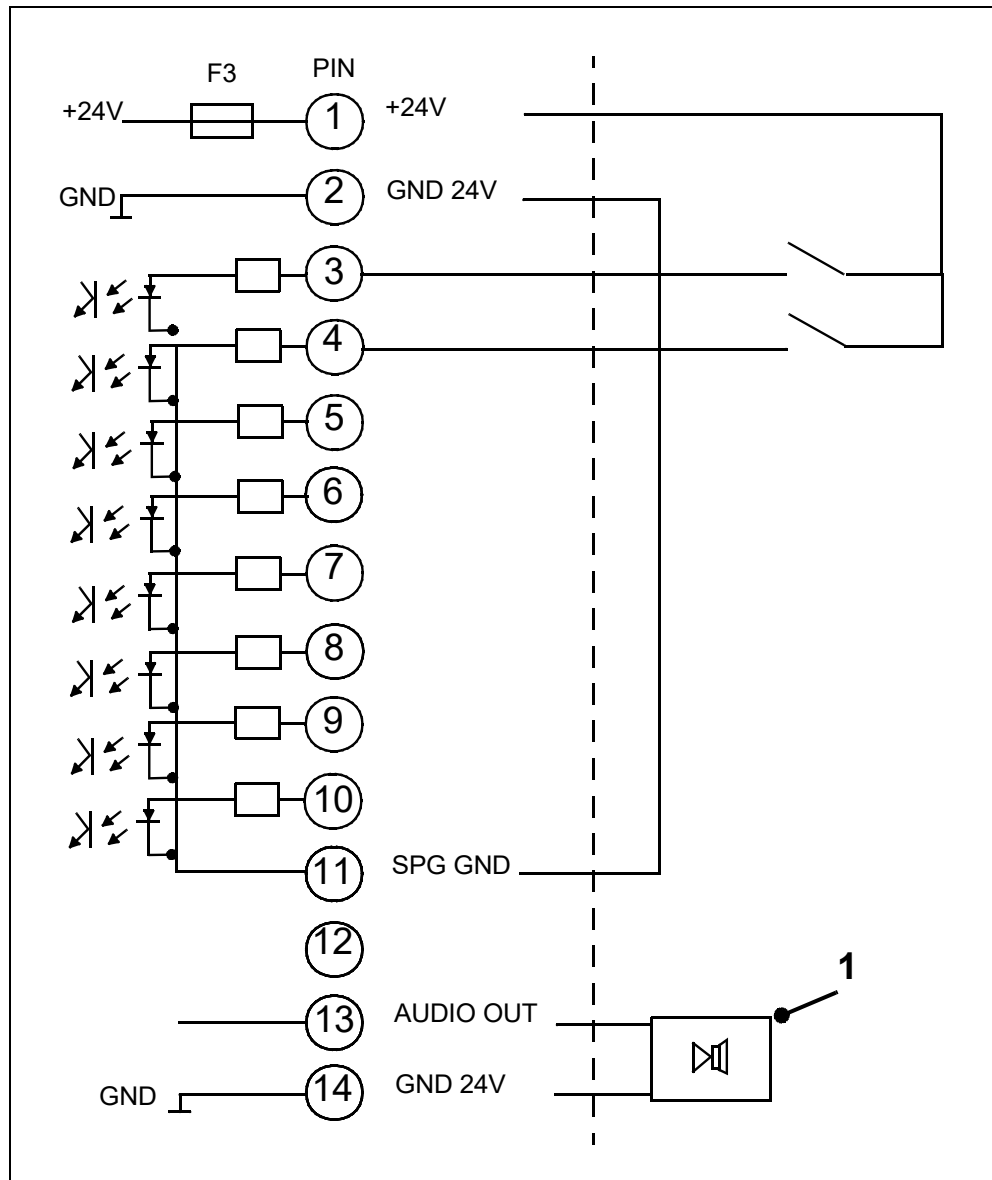 F3 PIN
+24V 1 +24V
GND 2 GND 24V
3
4
5
6
7
8
9
10
11 SPG GND
12
1
13 AUDIO OUT
GND 14 GND 24V